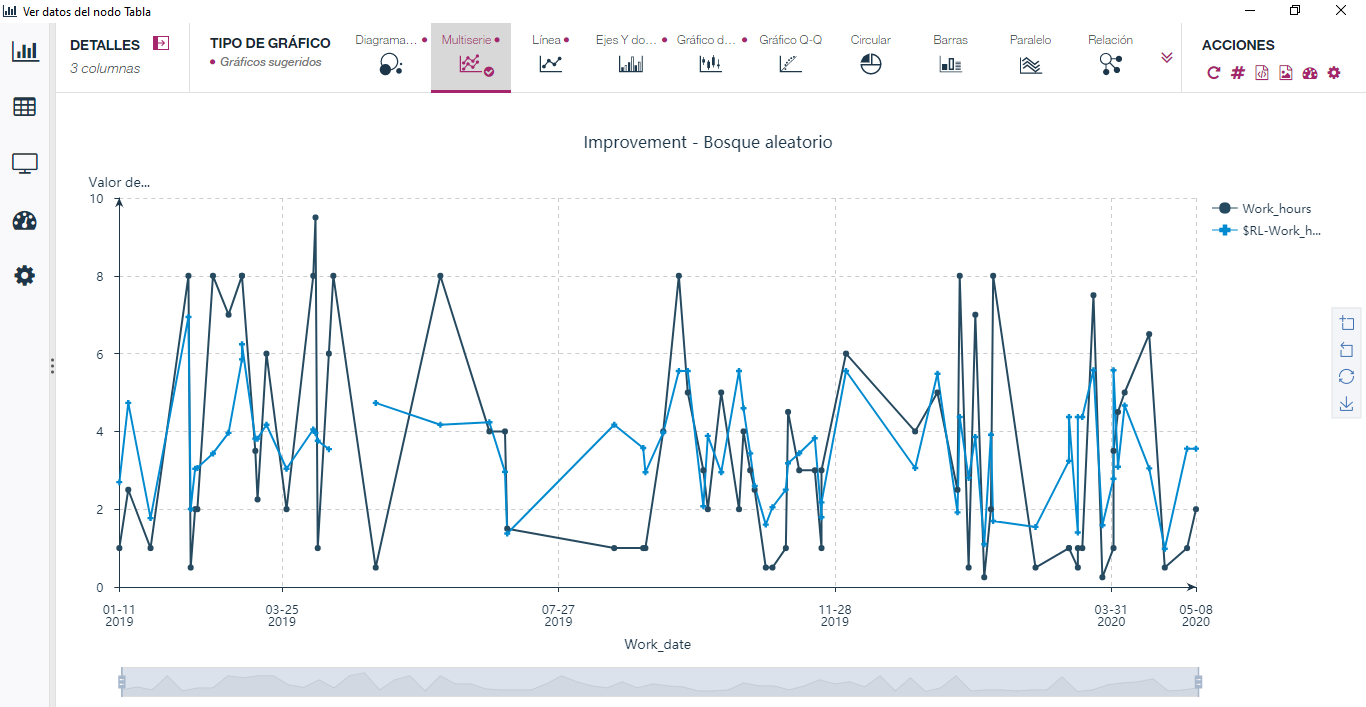 Ver datos del nodo Tabla
DETALLES
3 columnas
TIPO DE GRÁFICO
• Gráficos sugeridos
Diagrama... •
Multiserie •
Línea •
Ejes Y do... •
Gráfico d... •
Gráfico Q-Q
Circular
Barras
Paralelo
Relación
ACCIONES
Improvement - Bosque aleatorio
Valor de...
10
8
6
4
2
0
01-11
2019
03-25
2019
07-27
2019
11-28
2019
03-31
2020
05-08
2020
Work_date
Work_hours
$RL-Work_h...